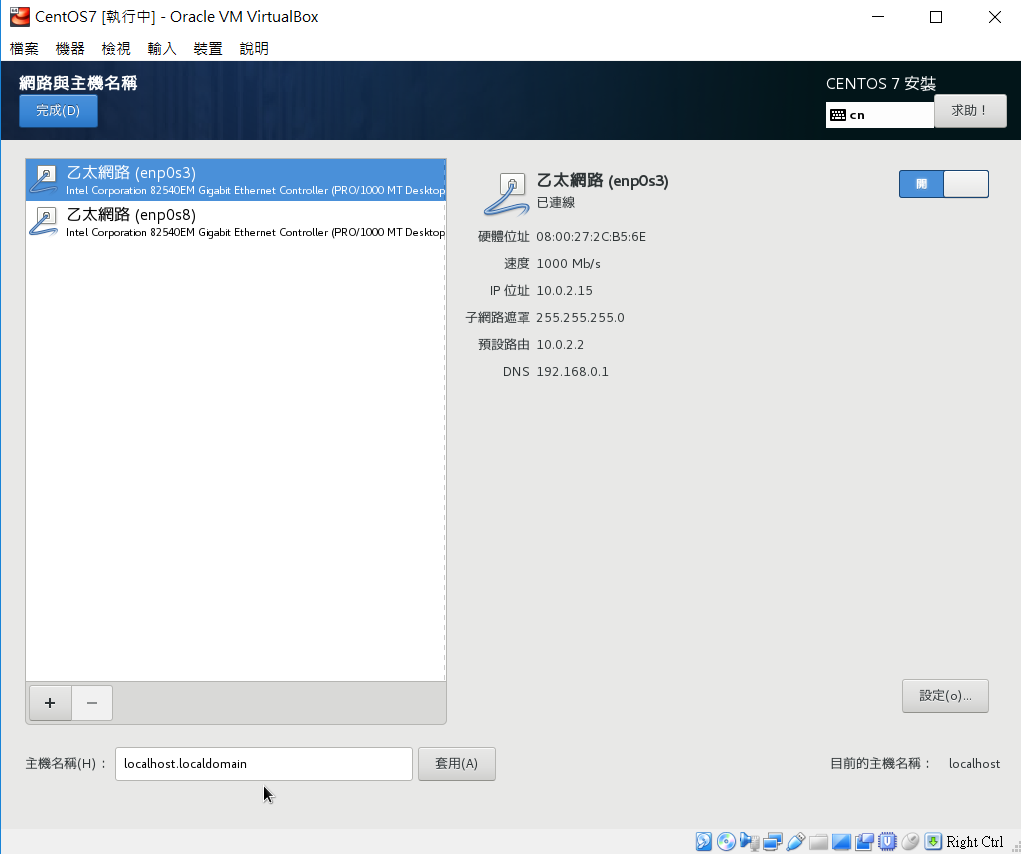 CentOS7 [執行中] - Oracle VM VirtualBox
檔案 機器 檢視 輸入 裝置 說明
網路與主機名稱
完成(D)
CENTOS 7 安裝
cn
求助！
乙太網路 (enp0s3)
Intel Corporation 82540EM Gigabit Ethernet Controller (PRO/1000 MT Desktop
乙太網路 (enp0s8)
Intel Corporation 82540EM Gigabit Ethernet Controller (PRO/1000 MT Desktop
乙太網路 (enp0s3)
已連線
開
硬體位址 08:00:27:2C:B5:6E
速度 1000 Mb/s
IP 位址 10.0.2.15
子網路遮罩 255.255.255.0
預設路由 10.0.2.2
DNS 192.168.0.1
+ −
設定(o)...
主機名稱(H)： localhost.localdomain 套用(A) 目前的主機名稱： localhost
Right Ctrl